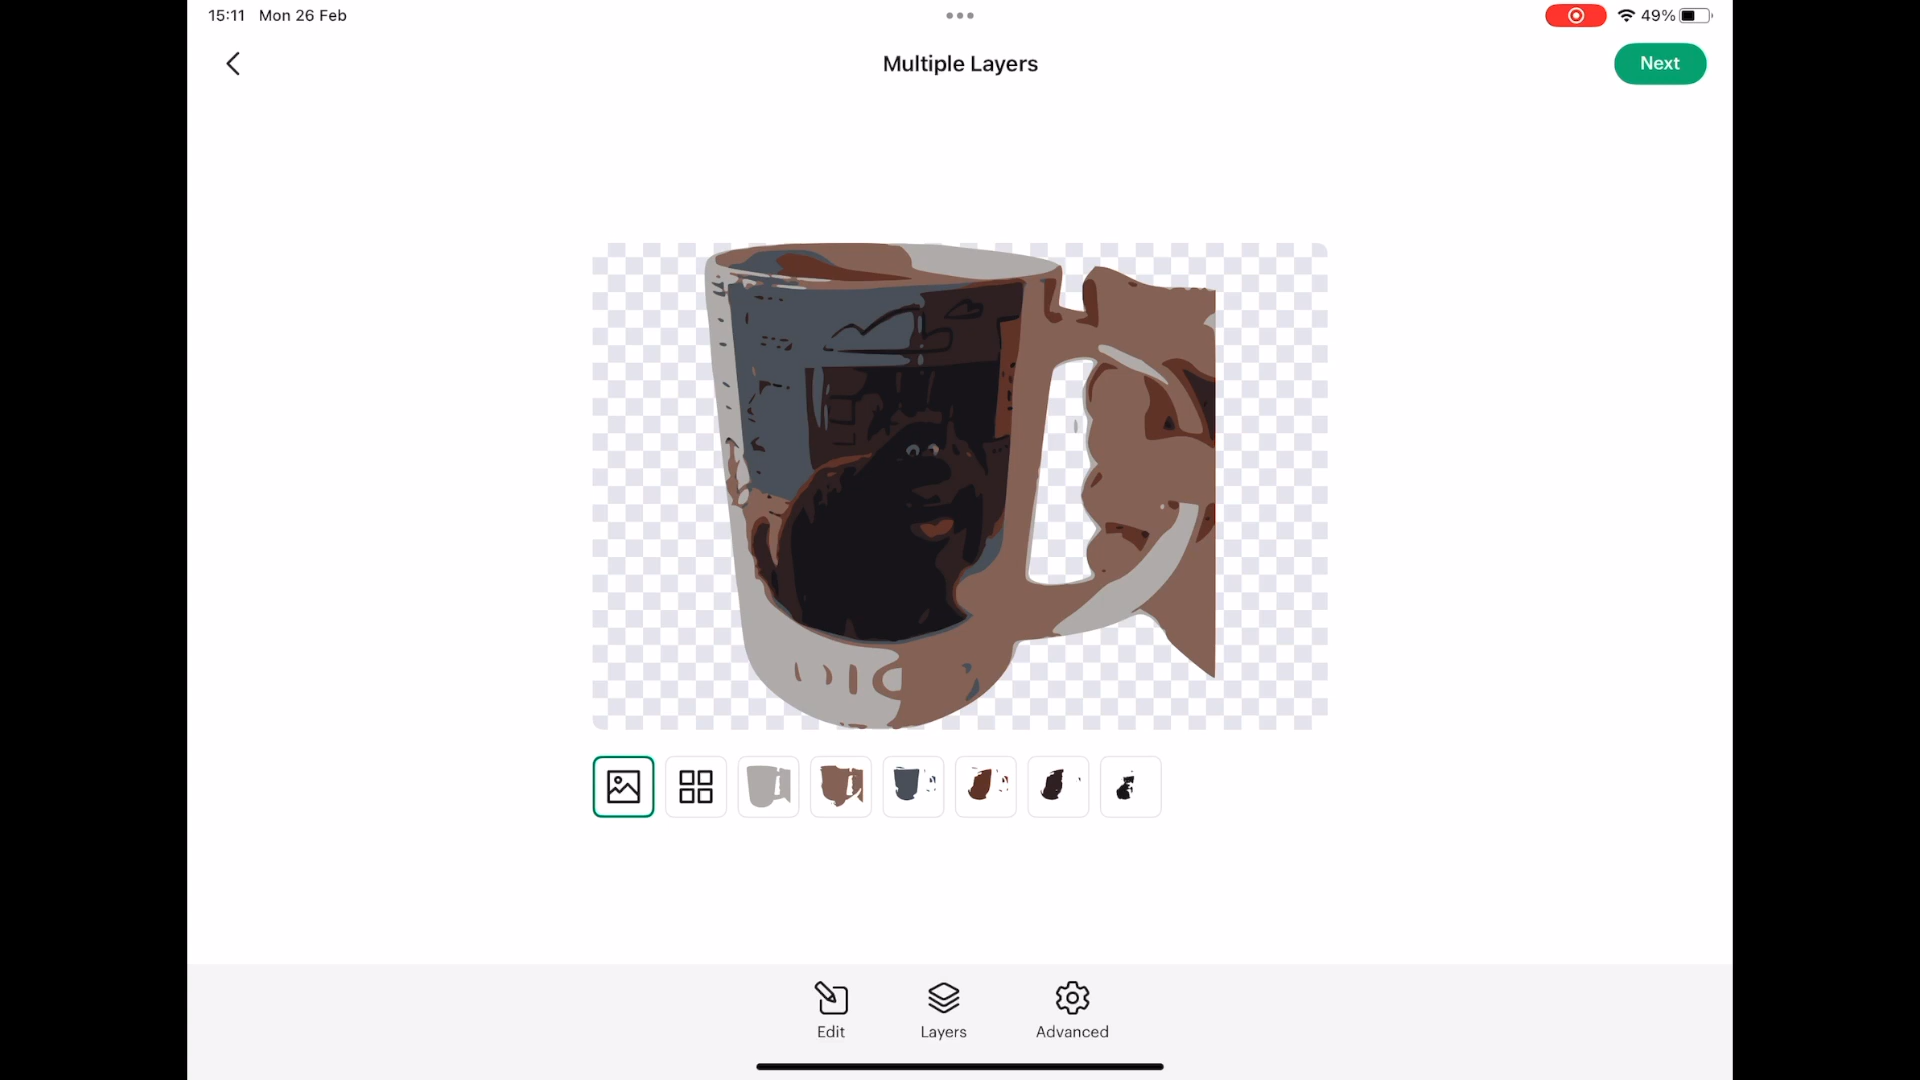 15:11 Mon 26 Feb
49%
Multiple Layers
Next
Edit
Layers
Advanced